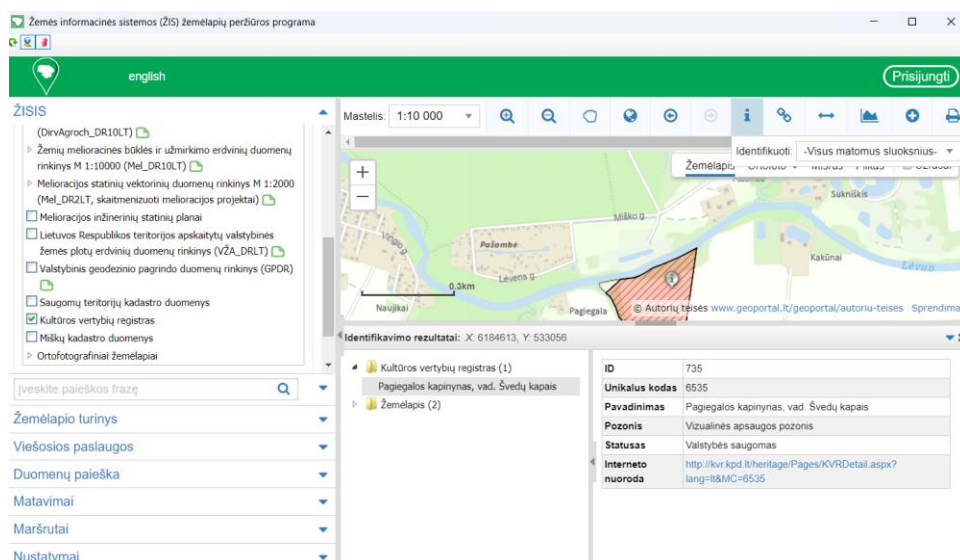 Žemės informacinės sistemos (ŽIS) žemėlapių peržiūros programa
english
Prisijungti
ŽISIS
(DirvAgroch_DR10LT)
Žemių melioracinės būklės ir užmirkimo erdvinių duomenų
rinkinys M 1:10000 (Mel_DR10LT)
Melioracijos statinių vektorinių duomenų rinkinys M 1:2000
(Mel_DR2LT, skaitmenizuoti melioracijos projektai)
Melioracijos inžinerinių statinių planai
Lietuvos Respublikos teritorijos apskaitytų valstybinės
žemės plotų erdvinių duomenų rinkinys (VŽA_DRLT)
Valstybinis geodezinio pagrindo duomenų rinkinys (GPDR)
Saugomų teritorijų kadastro duomenys
Kultūros vertybių registras
Miškų kadastro duomenys
Ortofotografiniai žemėlapiai
Įveskite paieškos frazę
Žemėlapio turinys
Viešosios paslaugos
Duomenų paieška
Matavimai
Maršrutai
Nustatymai
Mastelis: 1:10 000
Identifikuoti: -Visus matomus sluoksnius-
Žemėlapis
+
−
Miško g.
Sukniškis
Vingio g.
Pažambė
Kakūnai
Lėvens g.
Lėvuo
0.3km
Naujikai
Pagiegala
© Autorių teisės www.geoportal.lt/geoportal/autoriu-teises Sprendima
Identifikavimo rezultatai: X: 6184613, Y: 533056
Kultūros vertybių registras (1)
Pagiegalos kapinynas, vad. Švedų kapais
Žemėlapis (2)
ID 735
Unikalus kodas 6535
Pavadinimas Pagiegalos kapinynas, vad. Švedų kapais
Pozonis Vizualinės apsaugos pozonis
Statusas Valstybės saugomas
Interneto nuoroda http://kvr.kpd.lt/heritage/Pages/KVRDetail.aspx?
lang=lt&MC=6535